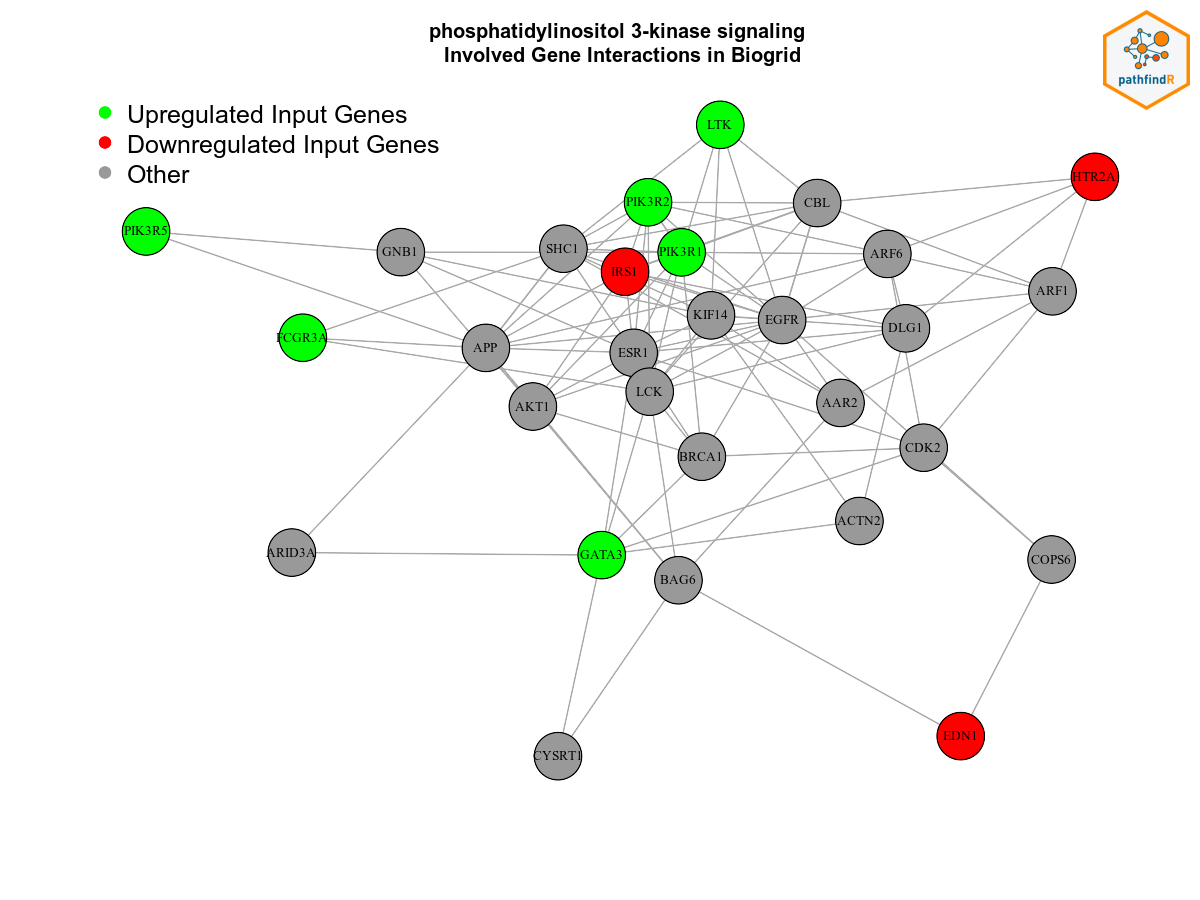 phosphatidylinositol 3-kinase signaling
Involved Gene Interactions in Biogrid
pathfindR
Upregulated Input Genes
Downregulated Input Genes
Other
LTK
HTR2A
PIK3R2
CBL
PIK3R5
GNB1
SHC1
PIK3R1
ARF6
IRS1
ARF1
KIF14
EGFR
DLG1
FCGR3A
APP
ESR1
LCK
AKT1
AAR2
BRCA1
CDK2
ACTN2
ARID3A
GATA3
BAG6
COPS6
EDN1
CYSRT1